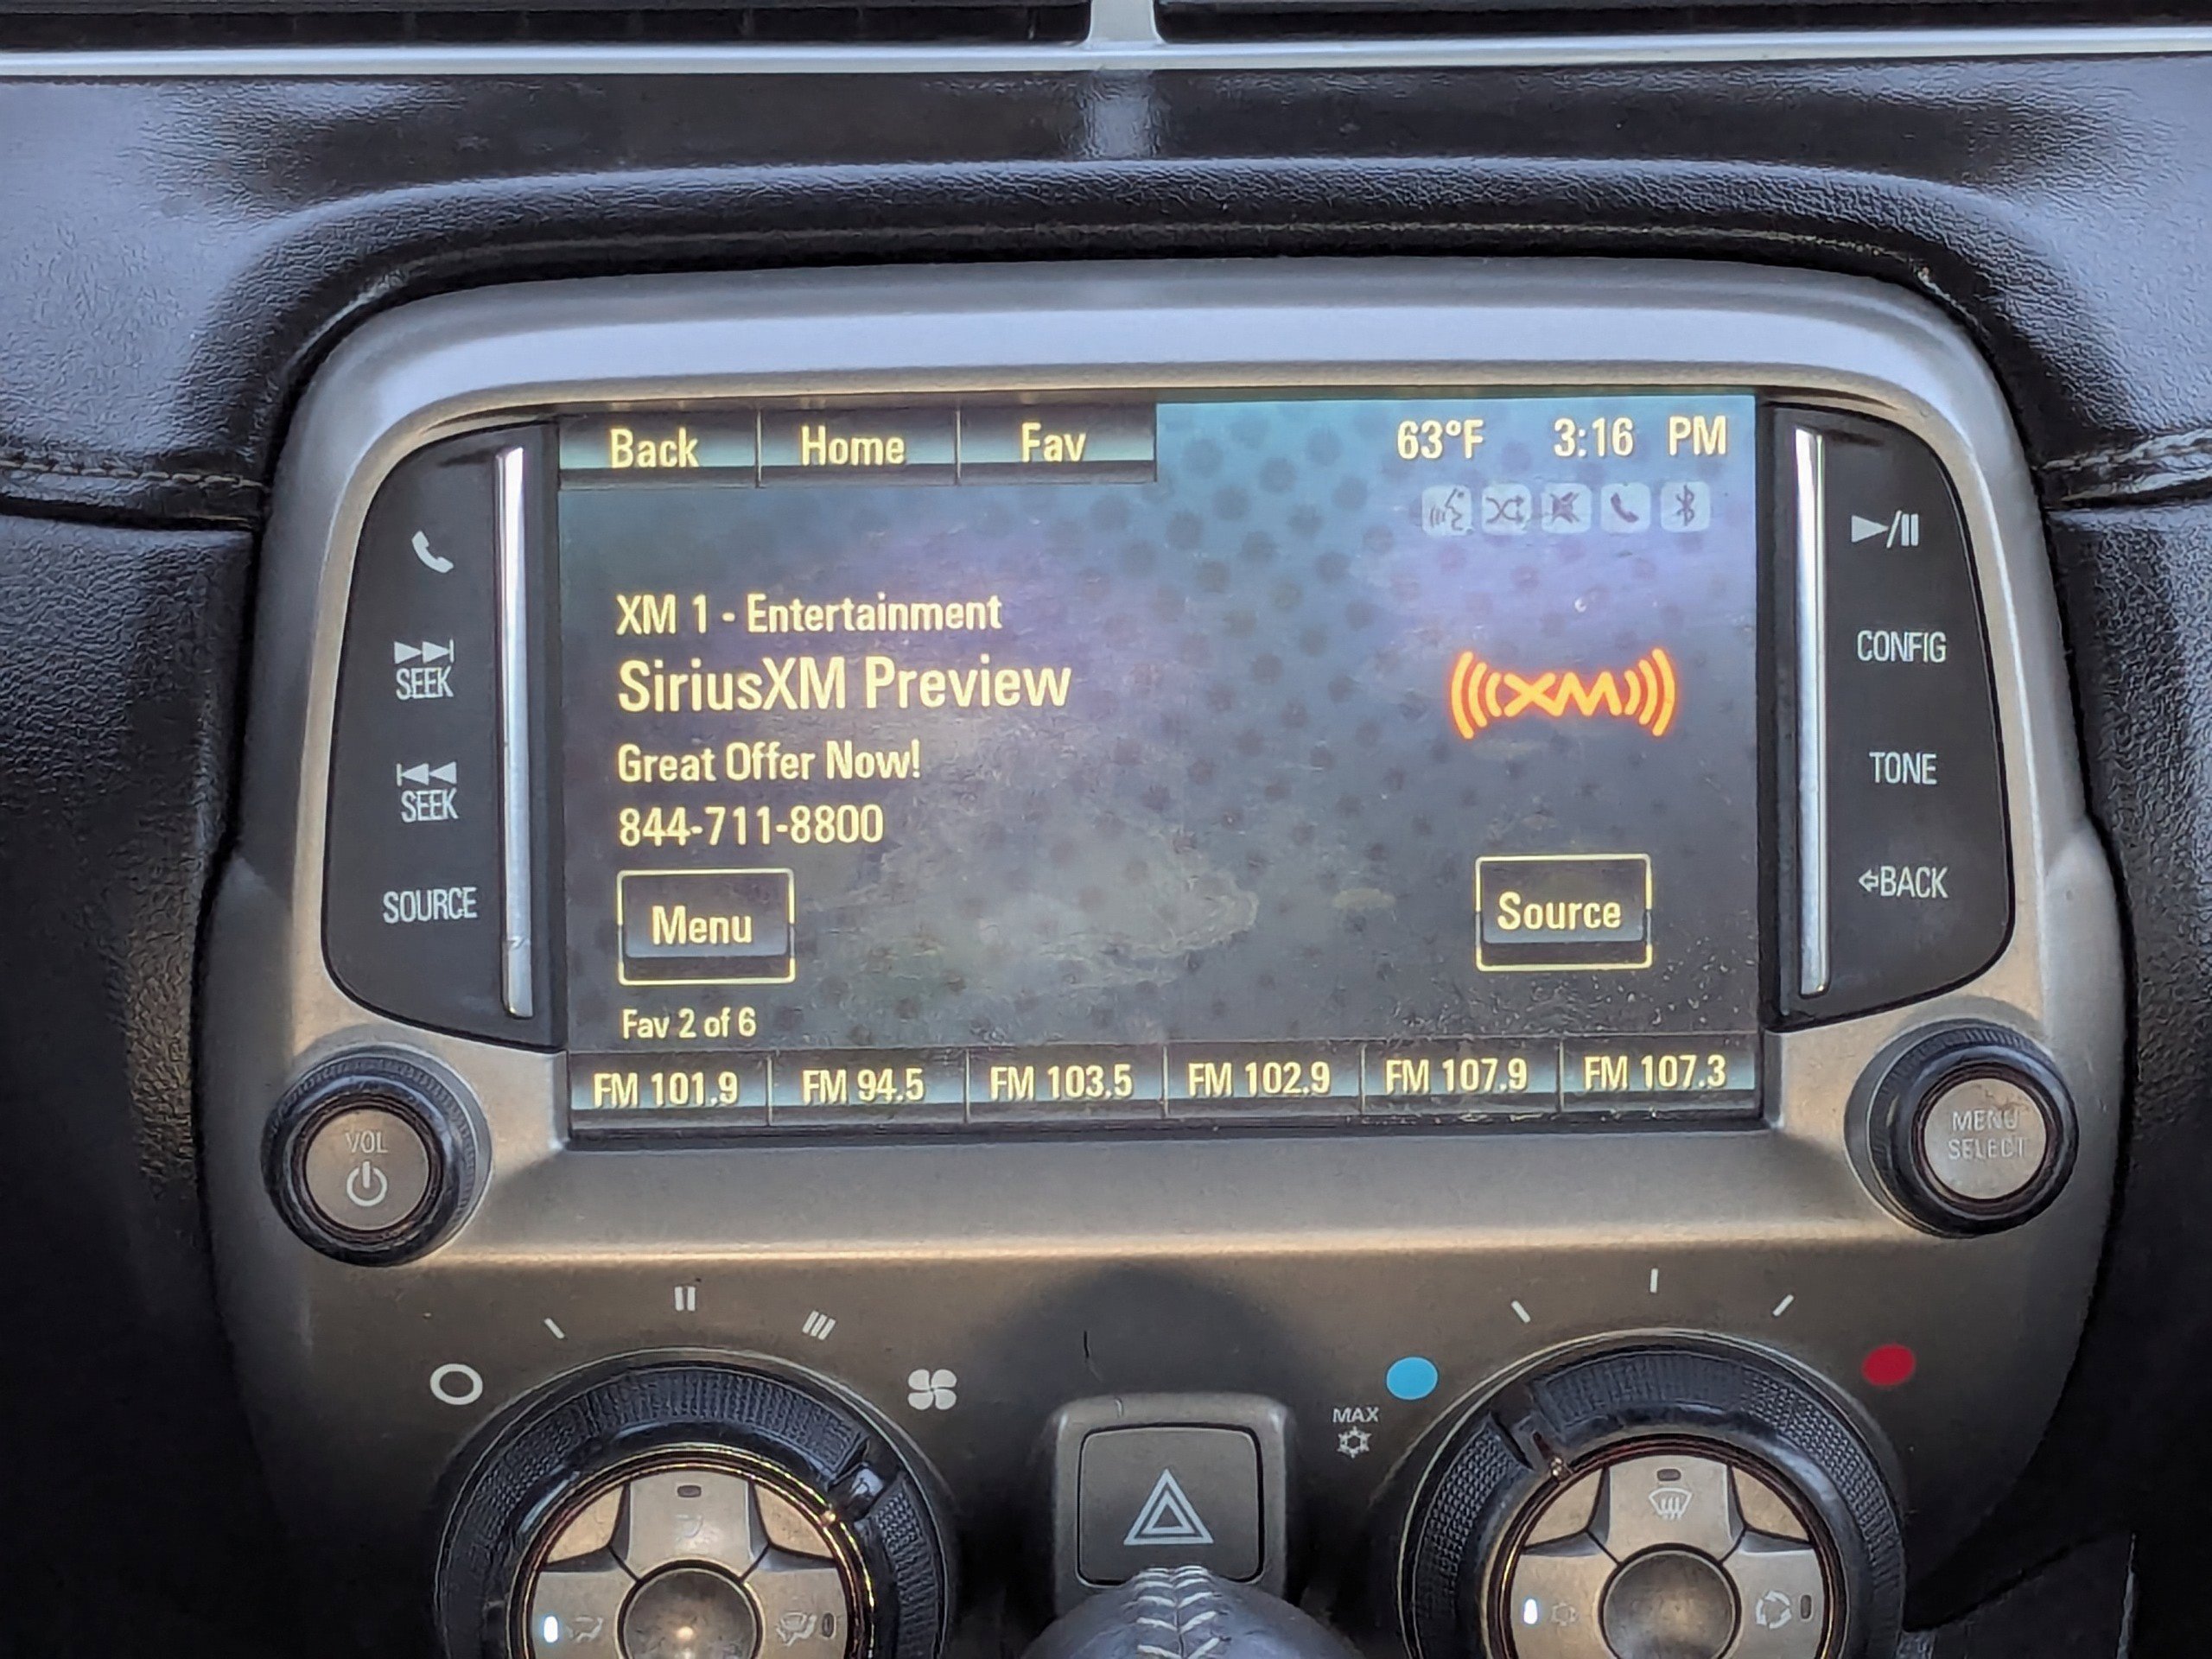 Back Home Fav 63°F 3:16 PM
XM 1 - Entertainment
SiriusXM Preview
Great Offer Now!
844-711-8800
XM
Menu
Source
Fav 2 of 6
FM 101.9 FM 94.5 FM 103.5 FM 102.9 FM 107.9 FM 107.3
SEEK
SEEK
SOURCE
CONFIG
TONE
BACK
VOL
MENU
SELECT
MAX